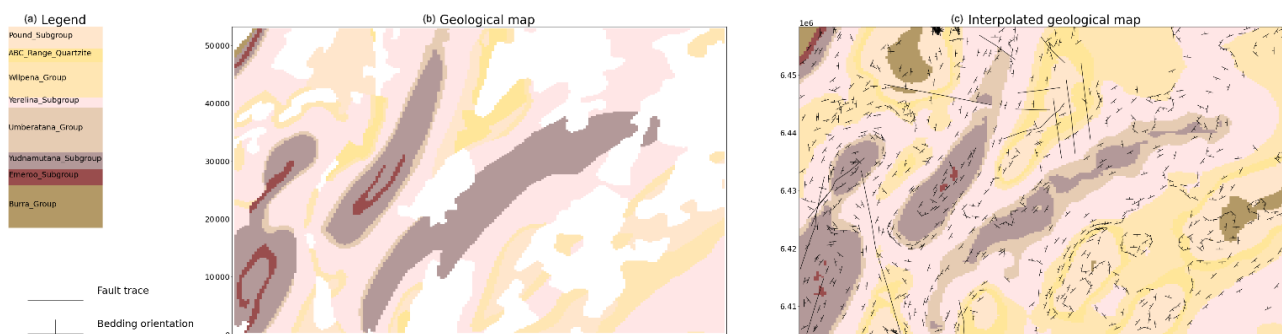 (a) Legend
Pound_Subgroup
ABC_Range_Quartzite
Wilpena_Group
Yerelina_Subgroup
Umberatana_Group
Yudnamutana_Subgroup
Emeroo_Subgroup
Burra_Group
Fault trace
Bedding orientation
(b) Geological map
50000
40000
30000
20000
10000
0
(c) Interpolated geological map
1e6
6.45
6.44
6.43
6.42
6.41